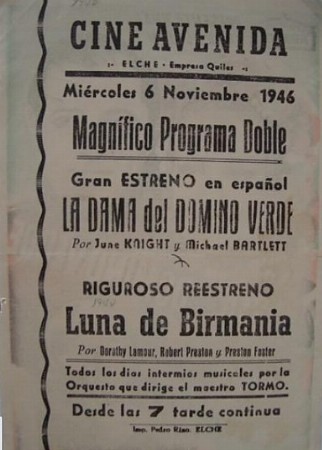 CINE AVENIDA
ELCHE - Empresa Quiles
Miércoles 6 Noviembre 1946
Magnífico Programa Doble
Gran ESTRENO en español
LA DAMA del DOMINO VERDE
Por June KNIGHT y Michael BARTLETT
RIGUROSO REESTRENO
Luna de Birmania
Por Dorothy Lamour, Robert Preston y Preston Foster
Todos los días intermios musicales por la
Orquesta que dirige el maestro TORMO.
Desde las 7 tarde continua
Imp. Pedro ELCHE